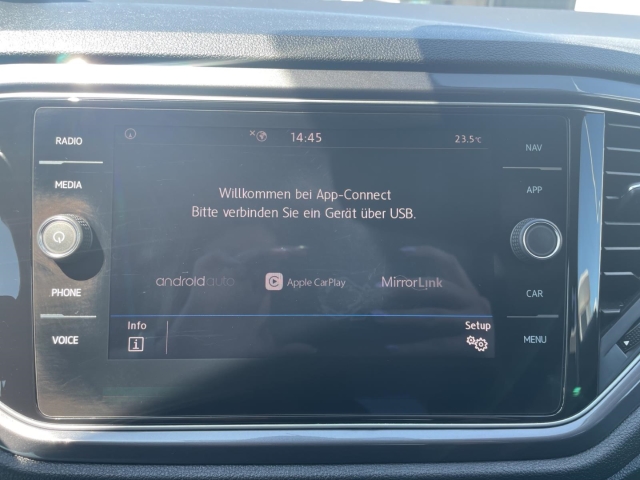 RADIO
MEDIA
PHONE
VOICE
14:45
23.5°C
Willkommen bei App-Connect
Bitte verbinden Sie ein Gerät über USB.
androidauto
Apple CarPlay
MirrorLink
Info
Setup
NAV
APP
CAR
MENU